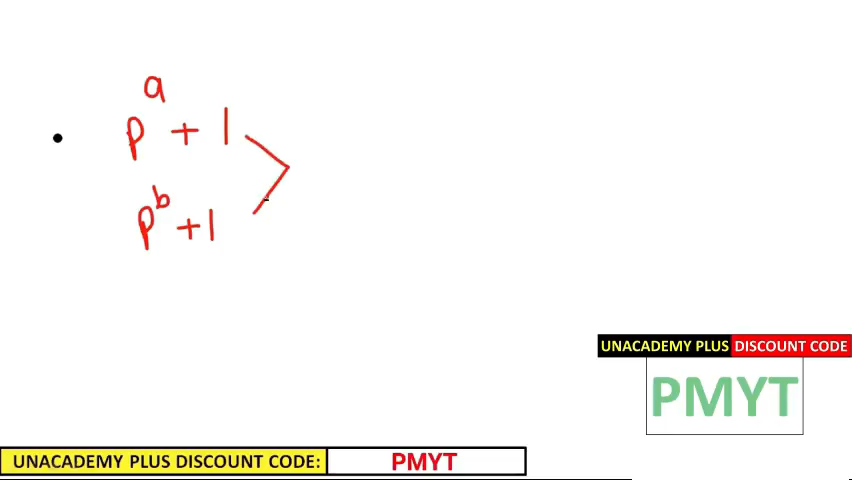 p^a + 1
p^b + 1
UNACADEMY PLUS DISCOUNT CODE
PMYT
UNACADEMY PLUS DISCOUNT CODE: PMYT